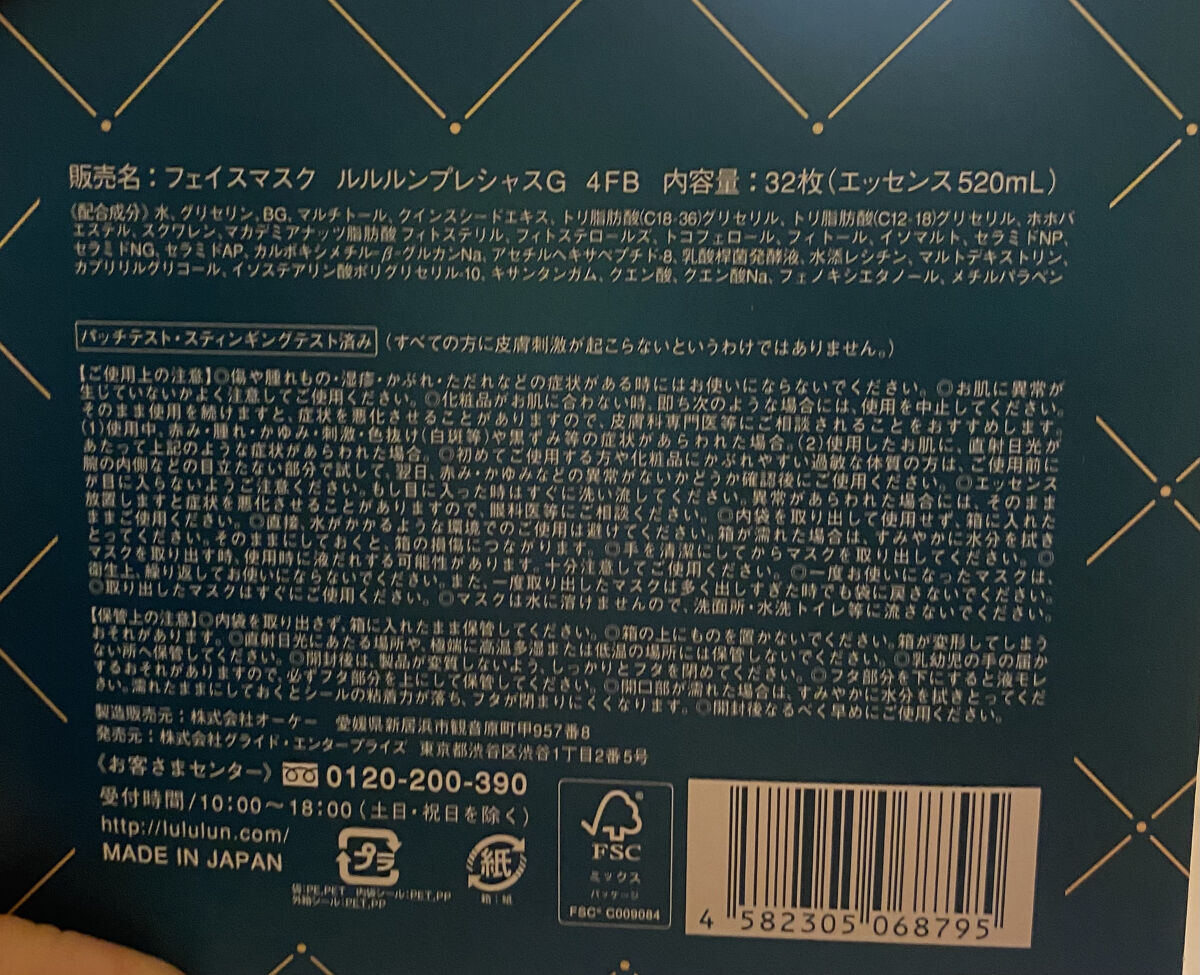 販売名：フェイスマスク ルルルンプレシャスG 4FB 内容量：32枚（エッセンス520mL）
《配合成分》水、グリセリン、BG、マルチトール、クインスシードエキス、トリ脂肪酸(C18-36)グリセリル、トリ脂肪酸(C12-18)グリセリル、ホホバ
エステル、スクワレン、マカデミアナッツ脂肪酸フィトステリル、フィトステロールズ、トコフェロール、フィトール、イソマルト、セラミドNP、
セラミドNG、セラミドAP、カルボキシメチル-β-グルカンNa、アセチルヘキサペプチド-8、乳酸桿菌発酵液、水添レシチン、マルトデキストリン、
カプリリルグリコール、イソステアリン酸ポリグリセリル-10、キサンタンガム、クエン酸、クエン酸Na、フェノキシエタノール、メチルパラベン
パッチテスト・スティンギングテスト済み（すべての方に皮膚刺激が起こらないというわけではありません。）
【ご使用上の注意】◎傷や腫れもの・湿疹・かぶれ・ただれなどの症状がある時にはお使いにならないでください。◎お肌に異常が
生じていないかよく注意してご使用ください。◎化粧品がお肌に合わない時、即ち次のような場合には、使用を中止してください。
そのまま使用を続けますと、症状を悪化させることがありますので、皮膚科専門医等にご相談されることをおすすめします。
(1)使用中、赤み・腫れ・かゆみ・刺激・色抜け(白斑等)や黒ずみ等の症状があらわれた場合。(2)使用したお肌に、直射日光が
あたって上記のような症状があらわれた場合。◎初めてご使用する方や化粧品にかぶれやすい過敏な体質の方は、ご使用前に
腕の内側などの目立たない部分で試して、翌日、赤み・かゆみなどの異常がないかどうか確認後にご使用ください。◎エッセンス
が目に入らないようご注意ください。もし目に入った時はすぐに洗い流してください。異常があらわれた場合には、そのまま
放置しますと症状を悪化させることがありますので、眼科医等にご相談ください。◎内袋を取り出して使用せず、箱に入れた
ままご使用ください。◎直接、水がかかるような環境でのご使用は避けてください。箱が濡れた場合は、すみやかに水分を拭き
とってください。そのままにしておくと、箱の損傷につながります。◎手を清潔にしてからマスクを取り出してください。◎
マスクを取り出す時、使用時に液だれする可能性があります。十分注意してご使用ください。◎一度お使いになったマスクは、
衛生上、繰り返してお使いにならないでください。また、一度取り出したマスクは多く出しすぎた時でも袋に戻さないでください。
◎取り出したマスクはすぐにご使用ください。◎マスクは水に溶けませんので、洗面所・水洗トイレ等に流さないでください。
【保管上の注意】◎内袋を取り出さず、箱に入れたまま保管してください。◎箱の上にものを置かないでください。箱が変形してしまう
おそれがあります。◎直射日光にあたる場所や、極端に高温多湿または低温の場所には保管しないでください。◎乳幼児の手の届か
ない所へ保管してください。◎開封後は、製品が変質しないよう、しっかりとフタを閉めてください。◎フタ部分を下にすると液モレ
するおそれがありますので、必ずフタ部分を上にして保管してください。◎開口部が濡れた場合は、すみやかに水分を拭きとってくだ
さい。濡れたままにしておくとシールの粘着力が落ち、フタが閉まりにくくなります。◎開封後なるべく早めにご使用ください。
製造販売元：株式会社オーケー 愛媛県新居浜市観音原町甲957番8
発売元：株式会社グライド・エンタープライズ 東京都渋谷区渋谷1丁目2番5号
《お客さまセンター》 0120-200-390
受付時間/10:00～18:00（土日・祝日を除く）
http://lululun.com/
MADE IN JAPAN
プラ
袋:PE,PET 内袋シール:PET,PP
外箱シール:PET,PP
紙
箱：紙
FSC
ミックス
パッケージ
FSC® C009084
4 582305 068795